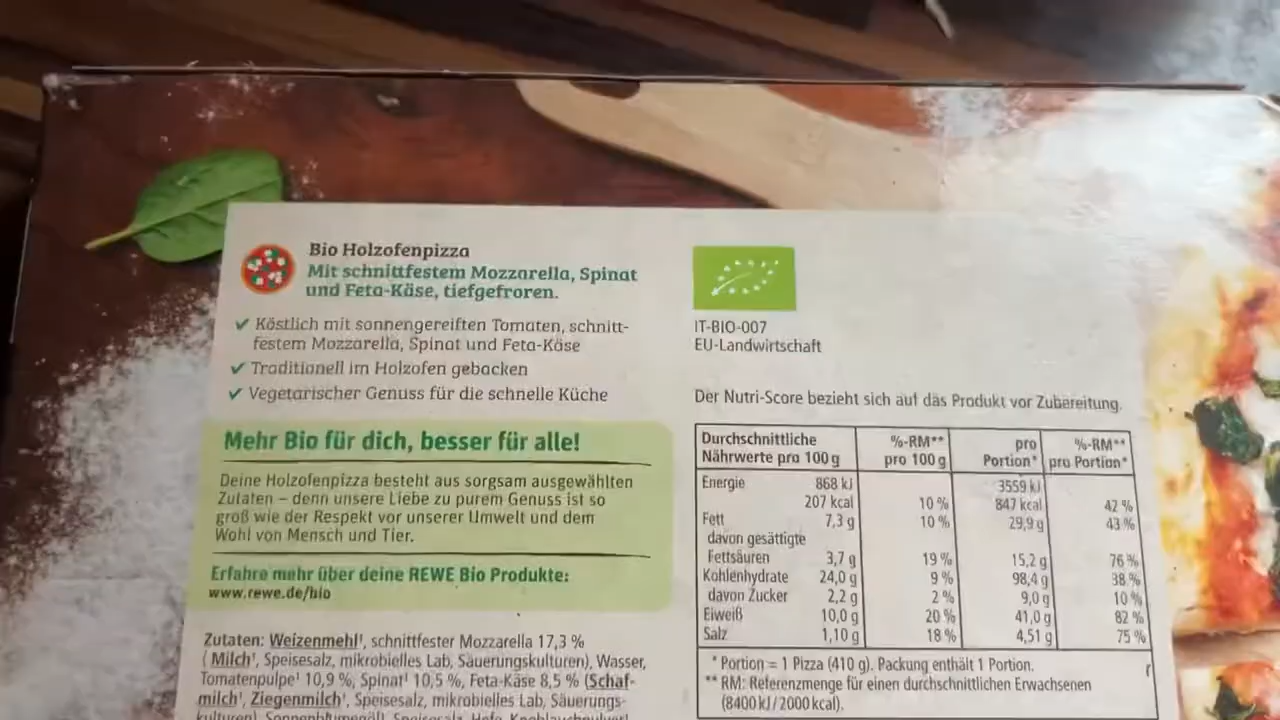 Bio Holzofenpizza
Mit schnittfestem Mozzarella, Spinat
und Feta-Käse, tiefgefroren.
✔ Köstlich mit sonnengereiften Tomaten, schnitt-
festem Mozzarella, Spinat und Feta-Käse
✔ Traditionell im Holzofen gebacken
✔ Vegetarischer Genuss für die schnelle Küche
Mehr Bio für dich, besser für alle!
Deine Holzofenpizza besteht aus sorgsam ausgewählten
Zutaten – denn unsere Liebe zu purem Genuss ist so
groß wie der Respekt vor unserer Umwelt und dem
Wohl von Mensch und Tier.
Erfahre mehr über deine REWE Bio Produkte:
www.rewe.de/bio
Zutaten: Weizenmehl¹, schnittfester Mozzarella 17,3 %
(Milch¹, Speisesalz, mikrobielles Lab, Säuerungskulturen), Wasser,
Tomatenpulpe¹ 10,9 %, Spinat¹ 10,5 %, Feta-Käse 8,5 % (Schaf-
milch¹, Ziegenmilch¹, Speisesalz, mikrobielles Lab, Säuerungs-
kulturen), Sonnenblumenöl¹, Speisesalz, Hefe, Knoblauchpulver¹
IT-BIO-007
EU-Landwirtschaft
Der Nutri-Score bezieht sich auf das Produkt vor Zubereitung.
Durchschnittliche %-RM** pro %-RM**
Nährwerte pro 100 g pro 100 g Portion* pro Portion*
Energie 868 kJ 3559 kJ
207 kcal 10 % 847 kcal 42 %
Fett 7,3 g 10 % 29,9 g 43 %
davon gesättigte
Fettsäuren 3,7 g 19 % 15,2 g 76 %
Kohlenhydrate 24,0 g 9 % 98,4 g 38 %
davon Zucker 2,2 g 2 % 9,0 g 10 %
Eiweiß 10,0 g 20 % 41,0 g 82 %
Salz 1,10 g 18 % 4,51 g 75 %
* Portion = 1 Pizza (410 g). Packung enthält 1 Portion.
** RM: Referenzmenge für einen durchschnittlichen Erwachsenen
(8400 kJ / 2000 kcal).